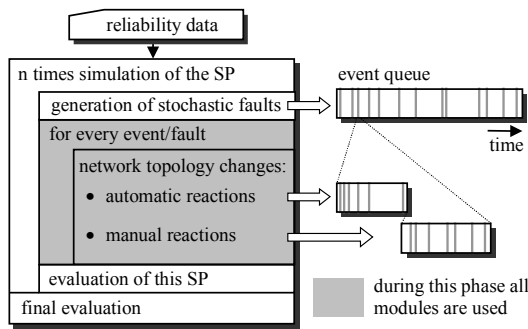 reliability data
n times simulation of the SP
event queue
generation of stochastic faults
for every event/fault
time
network topology changes:
• automatic reactions
• manual reactions
evaluation of this SP
during this phase all
modules are used
final evaluation